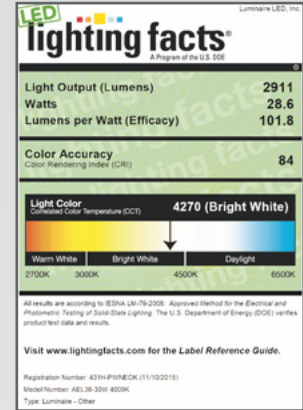 Luminaire LED, Inc.
LED
lighting facts®
A Program of the U.S. DOE
Light Output (Lumens) 2911
Watts 28.6
Lumens per Watt (Efficacy) 101.8
Color Accuracy 84
Color Rendering Index (CRI)
Light Color 4270 (Bright White)
Correlated Color Temperature (CCT)
Warm White Bright White Daylight
2700K 3000K 4500K 6500K
All results are according to IESNA LM-79-2008: Approved Method for the Electrical and
Photometric Testing of Solid-State Lighting. The U.S. Department of Energy (DOE) verifies
product test data and results.
Visit www.lightingfacts.com for the Label Reference Guide.
Registration Number: 431H-PWNECK (11/10/2015)
Model Number: AEL36-30W 4000K
Type: Luminaire - Other